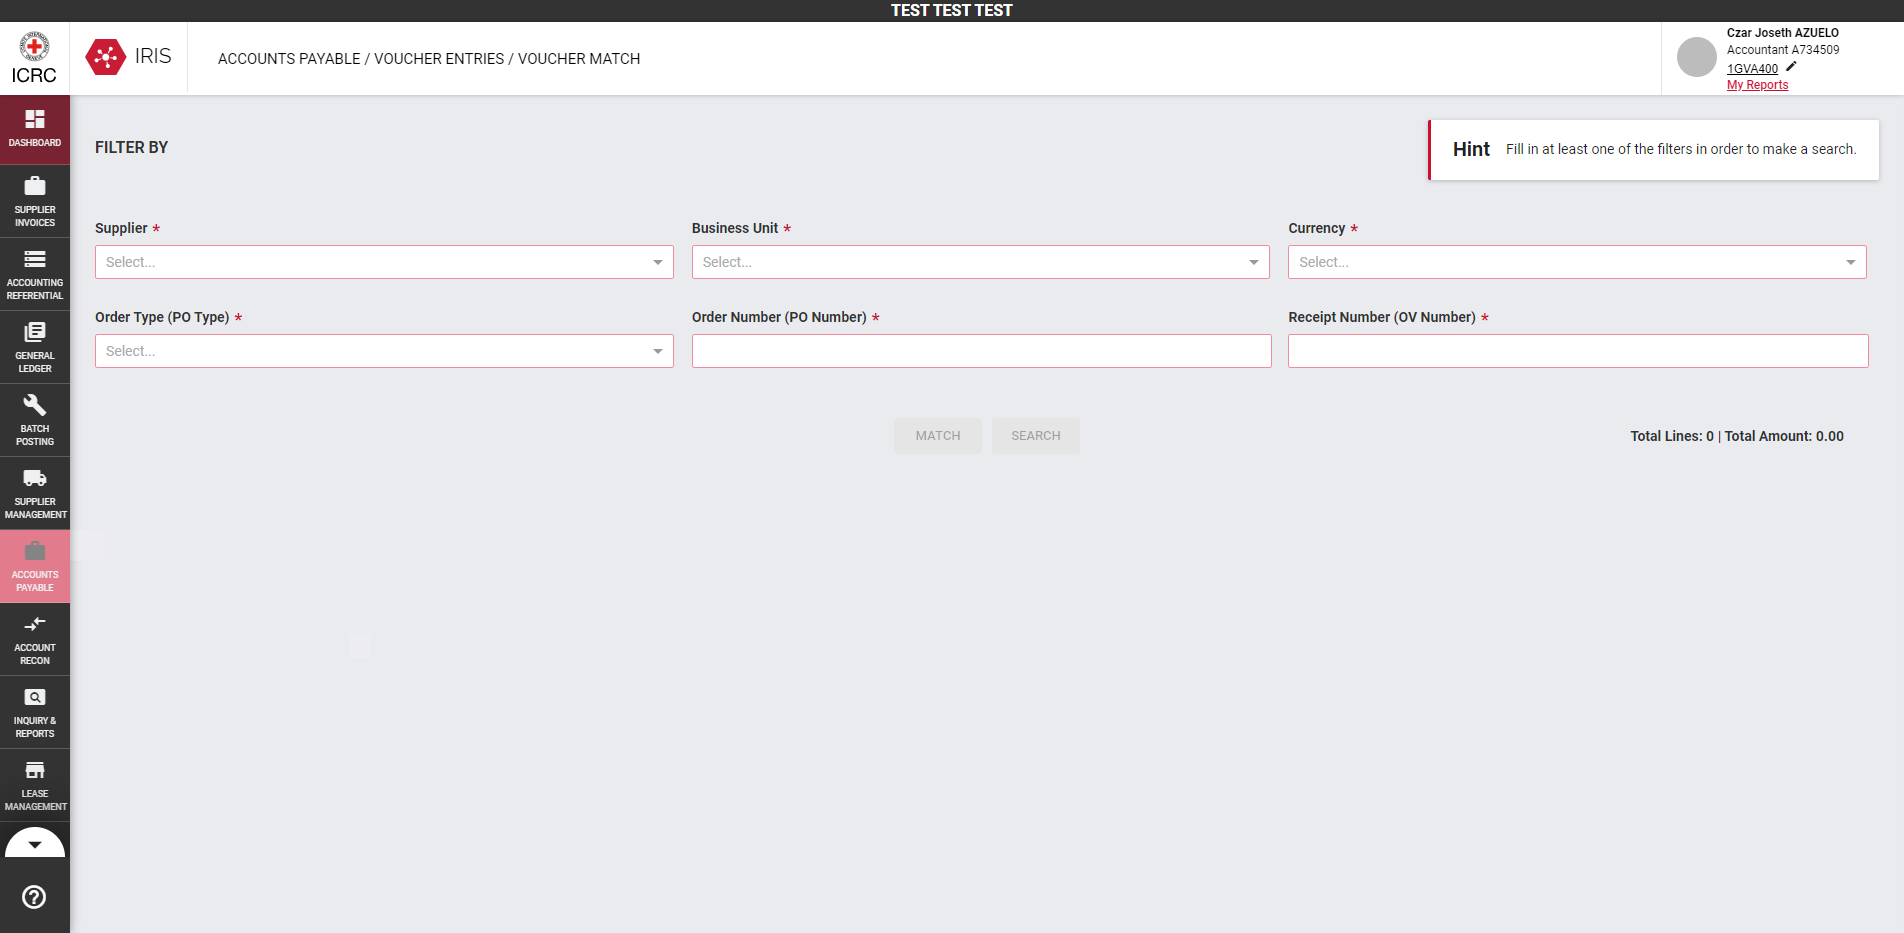 TEST TEST TEST
ICRC
IRIS
ACCOUNTS PAYABLE / VOUCHER ENTRIES / VOUCHER MATCH
Czar Joseth AZUELO
Accountant A734509
1GVA400
My Reports
DASHBOARD
SUPPLIER
INVOICES
ACCOUNTING
REFERENTIAL
GENERAL
LEDGER
BATCH
POSTING
SUPPLIER
MANAGEMENT
ACCOUNTS
PAYABLE
ACCOUNT
RECON
INQUIRY &
REPORTS
LEASE
MANAGEMENT
FILTER BY
Hint Fill in at least one of the filters in order to make a search.
Supplier * Business Unit * Currency *
Select... Select... Select...
Order Type (PO Type) * Order Number (PO Number) * Receipt Number (OV Number) *
Select...
MATCH SEARCH Total Lines: 0 | Total Amount: 0.00